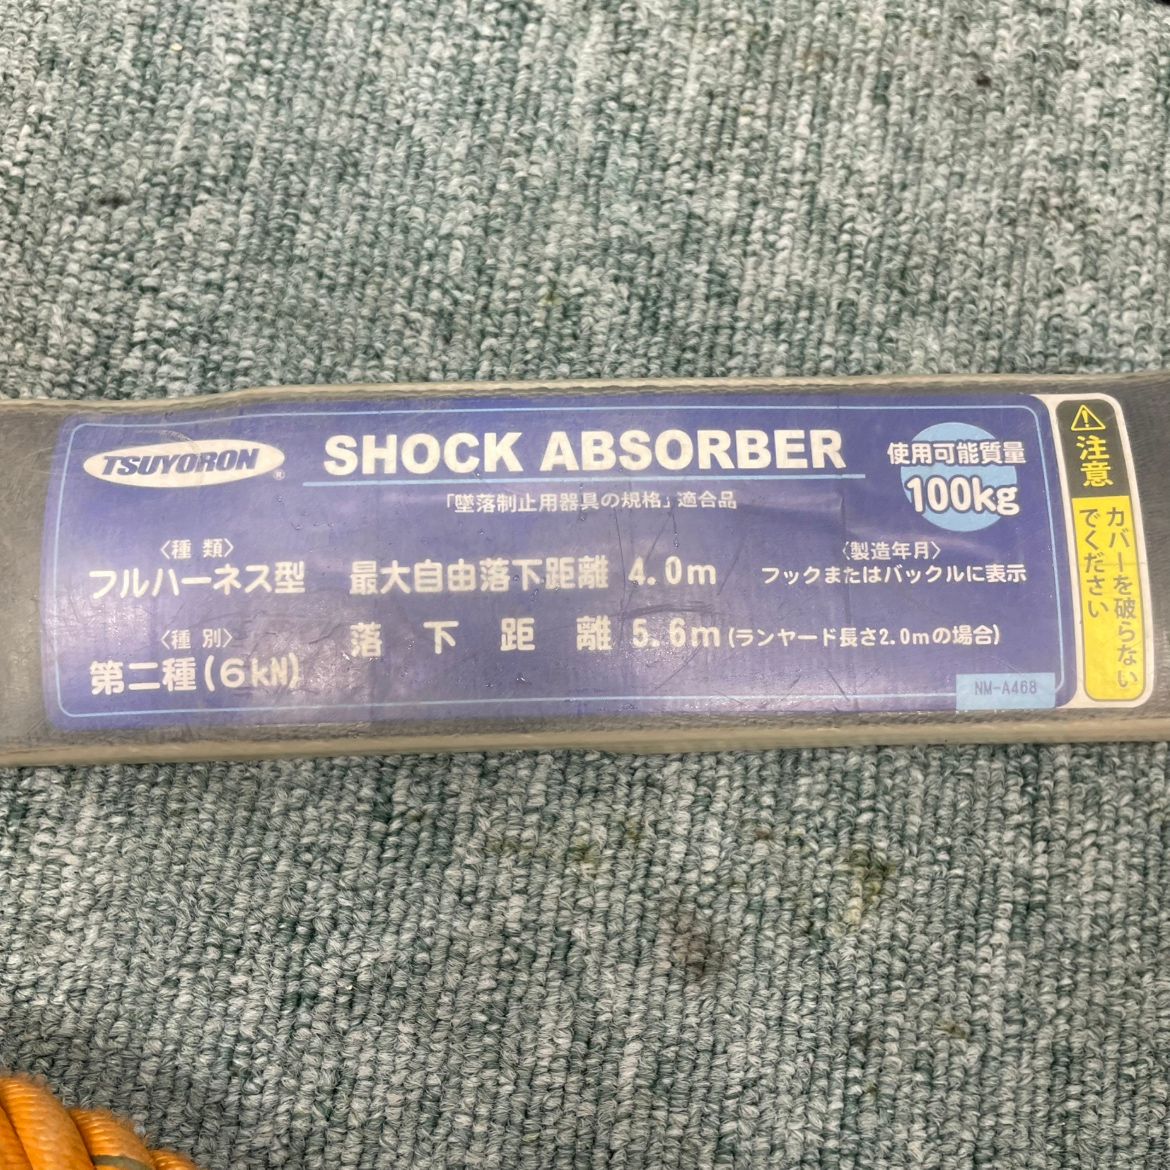 TSUYORON®
SHOCK ABSORBER
使用可能質量
100kg
「墜落制止用器具の規格」適合品
〈種類〉
フルハーネス型
最大自由落下距離 4.0m
〈製造年月〉
フックまたはバックルに表示
〈種別〉
第二種(6kN)
落下距離 5.6m(ランヤード長さ2.0mの場合)
NM-A468
注意
カバーを破らない
でください